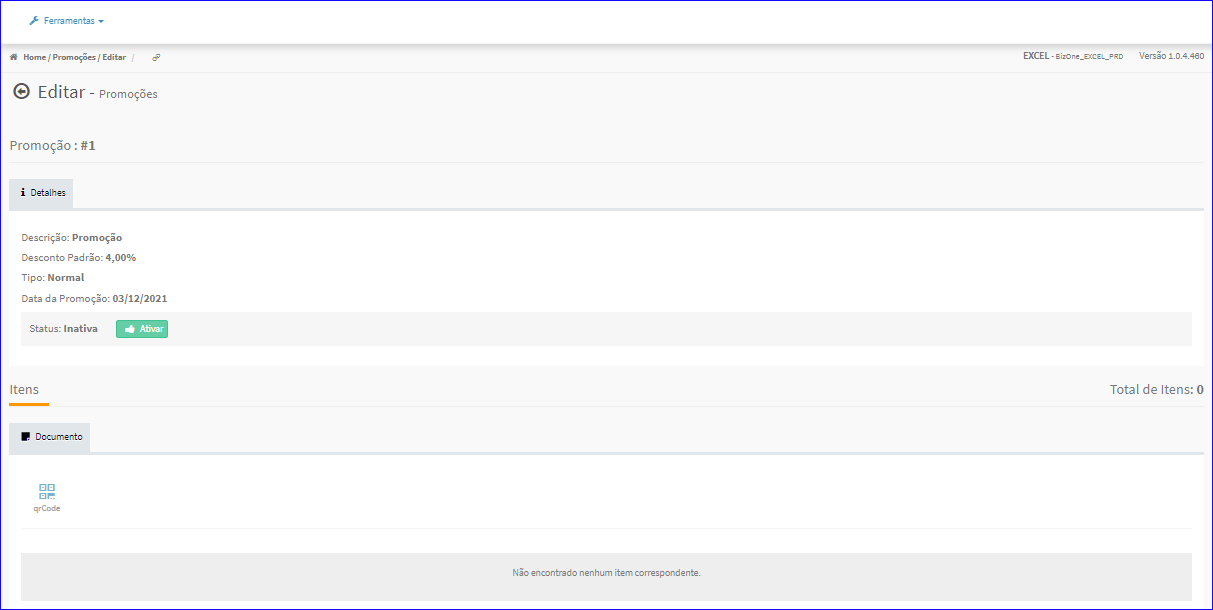 Ferramentas
Home / Promoções / Editar /
EXCEL - BizOne_EXCEL_PRD Versão 1.0.4.460
Editar - Promoções
Promoção : #1
Detalhes
Descrição: Promoção
Desconto Padrão: 4,00%
Tipo: Normal
Data da Promoção: 03/12/2021
Status: Inativa Ativar
Itens
Total de Itens: 0
Documento
qrCode
Não encontrado nenhum item correspondente.